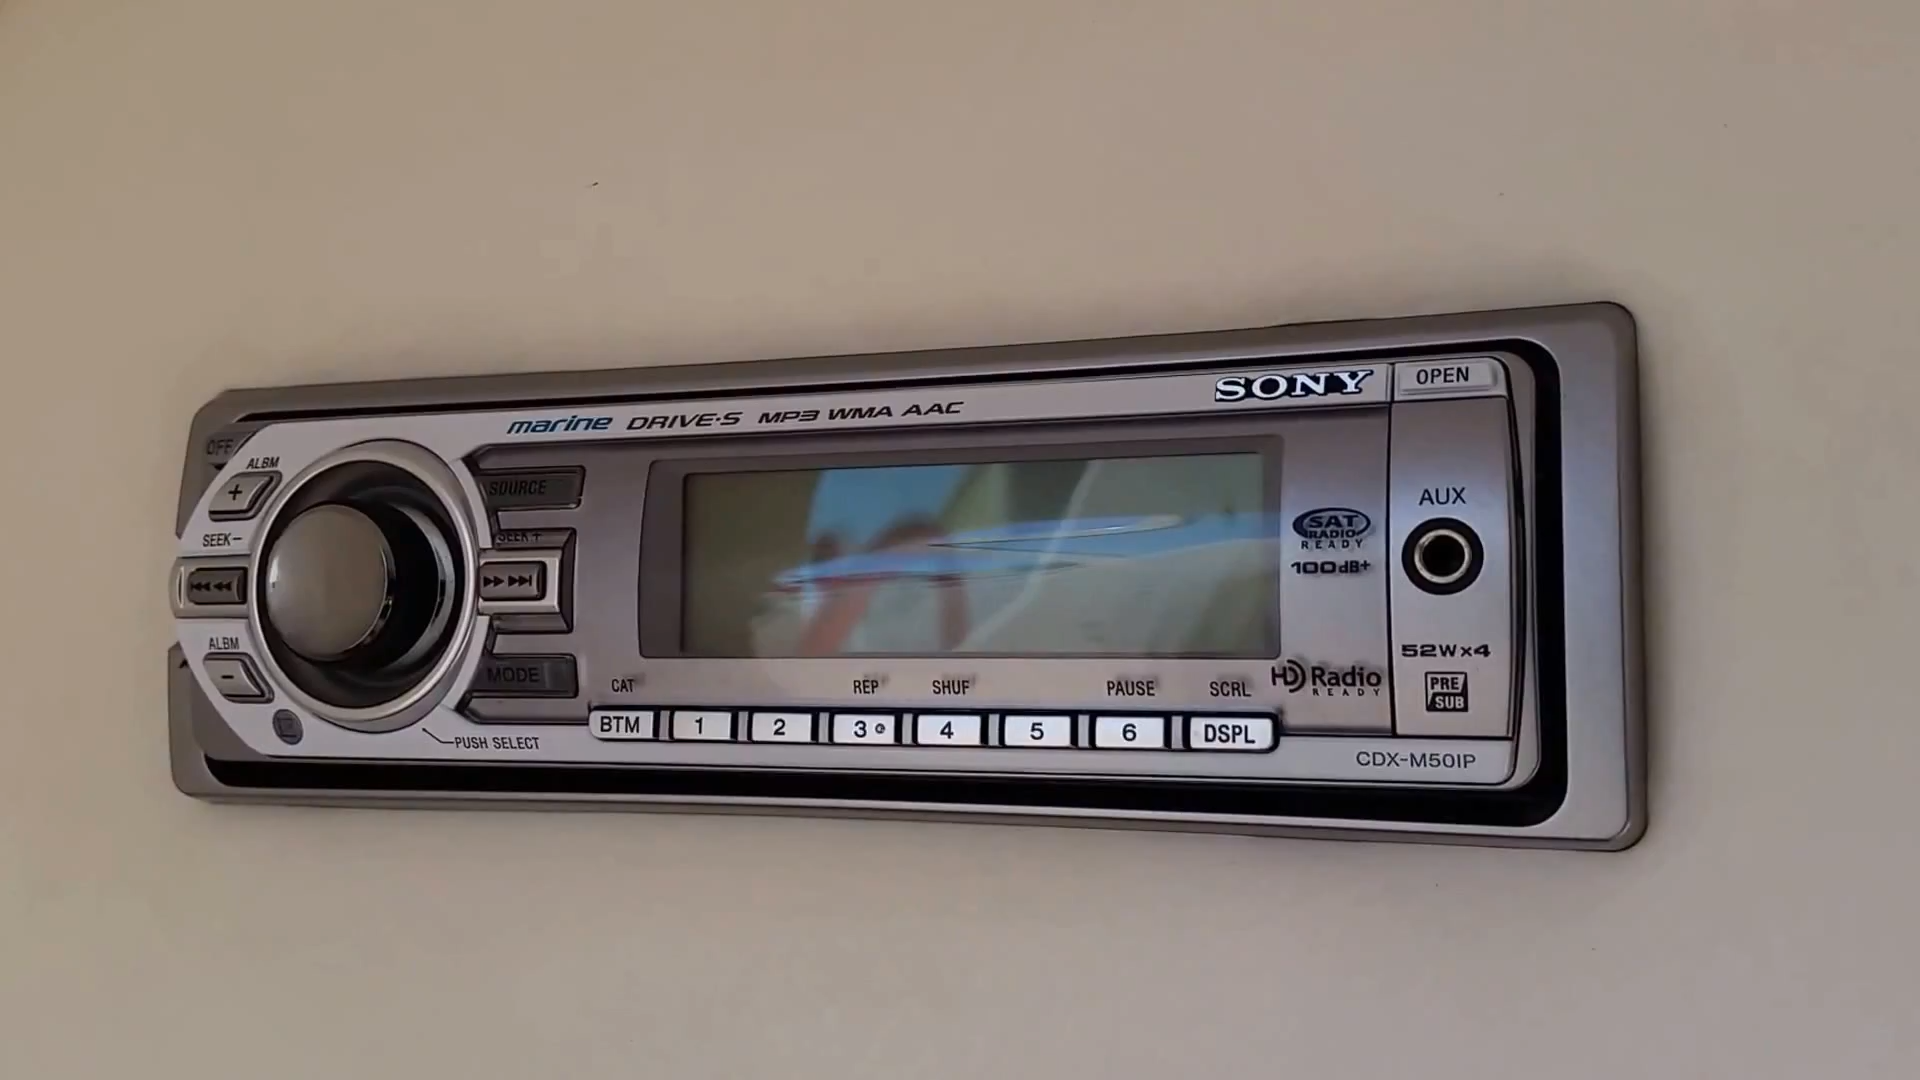 SONY
OPEN
marine DRIVE·S MP3 WMA AAC
OFF
ALBM
+
SOURCE
SEEK−
SEEK+
ALBM
−
MODE
PUSH SELECT
SAT
RADIO
READY
100dB+
AUX
52W×4
HD Radio
READY
PRE
SUB
CAT
REP
SHUF
PAUSE
SCRL
BTM 1 2 3 4 5 6 DSPL
CDX-M50IP